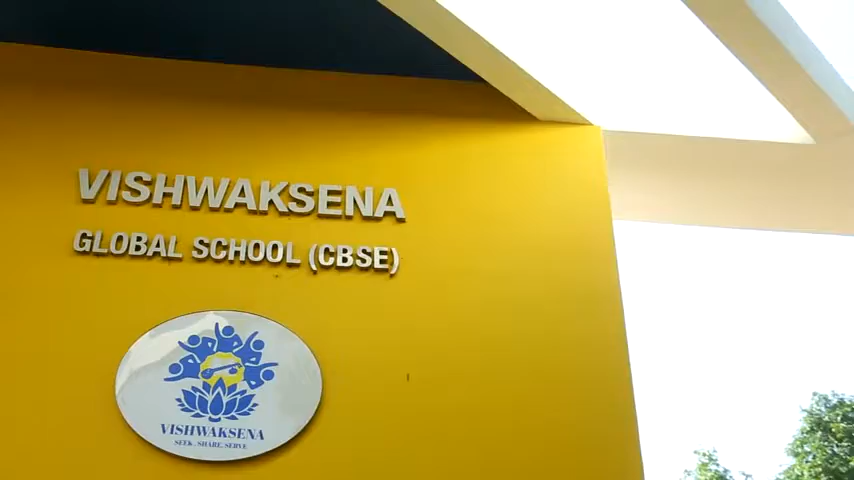 VISHWAKSENA
GLOBAL SCHOOL (CBSE)
VISHWAKSENA
SEEK. SHARE. SERVE